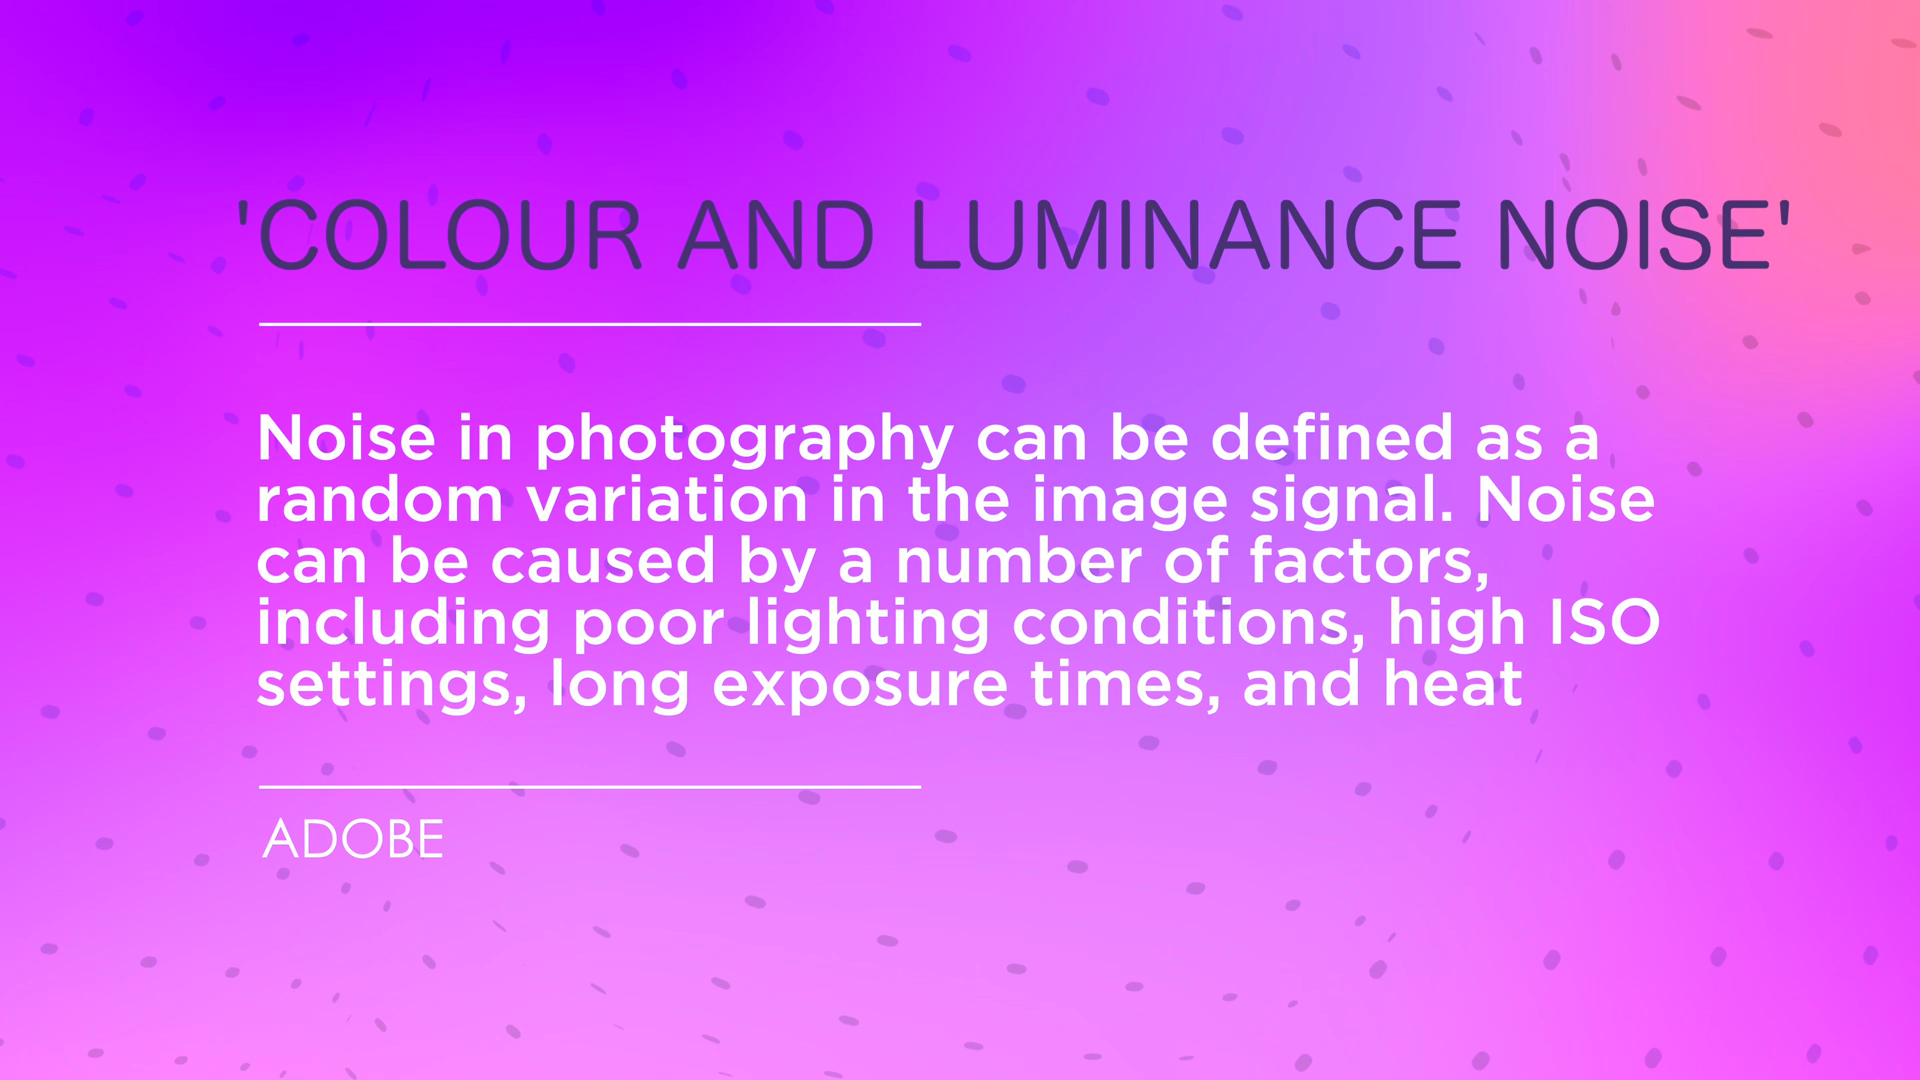 'COLOUR AND LUMINANCE NOISE'
Noise in photography can be defined as a
random variation in the image signal. Noise
can be caused by a number of factors,
including poor lighting conditions, high ISO
settings, long exposure times, and heat
ADOBE